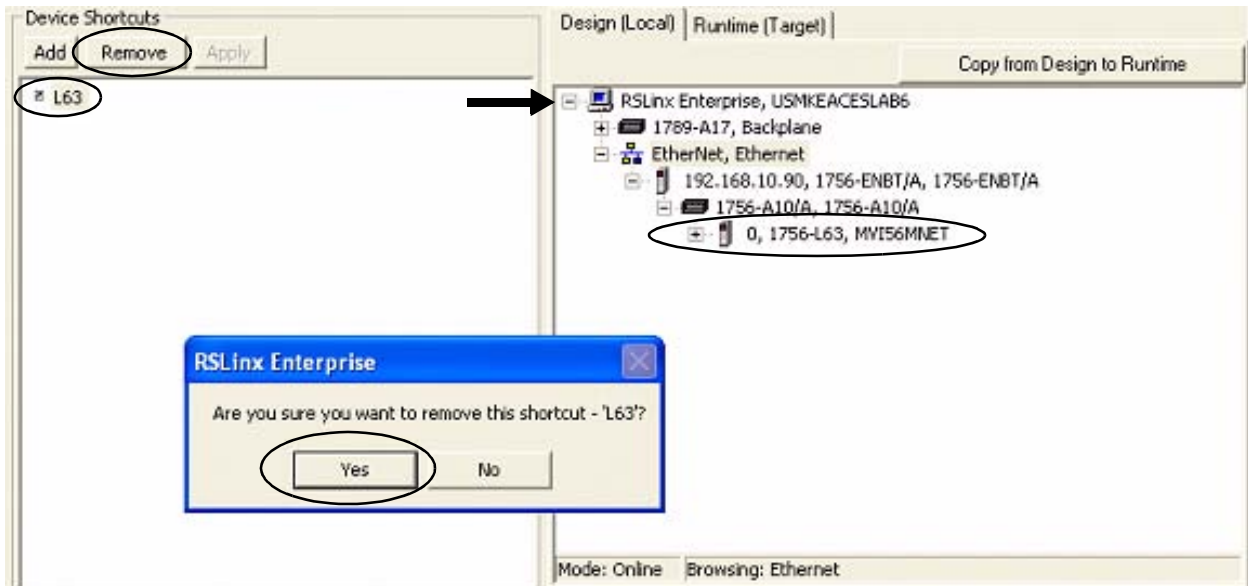 Device Shortcuts
Add Remove Apply
L63
Design (Local) Runtime (Target)
Copy from Design to Runtime
RSLinx Enterprise, USMKEACESLAB6
1789-A17, Backplane
EtherNet, Ethernet
192.168.10.90, 1756-ENBT/A, 1756-ENBT/A
1756-A10/A, 1756-A10/A
0, 1756-L63, MVI56MNET
RSLinx Enterprise
Are you sure you want to remove this shortcut - 'L63'?
Yes No
Mode: Online Browsing: Ethernet